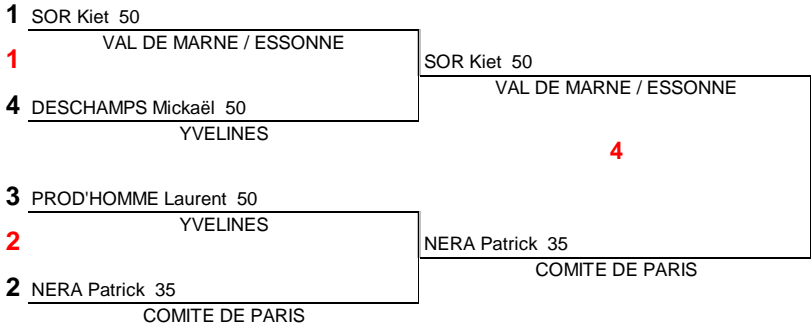 1 SOR Kiet 50
VAL DE MARNE / ESSONNE
1
SOR Kiet 50
VAL DE MARNE / ESSONNE
4 DESCHAMPS Mickaël 50
YVELINES
4
3 PROD'HOMME Laurent 50
YVELINES
2
NERA Patrick 35
COMITE DE PARIS
2 NERA Patrick 35
COMITE DE PARIS